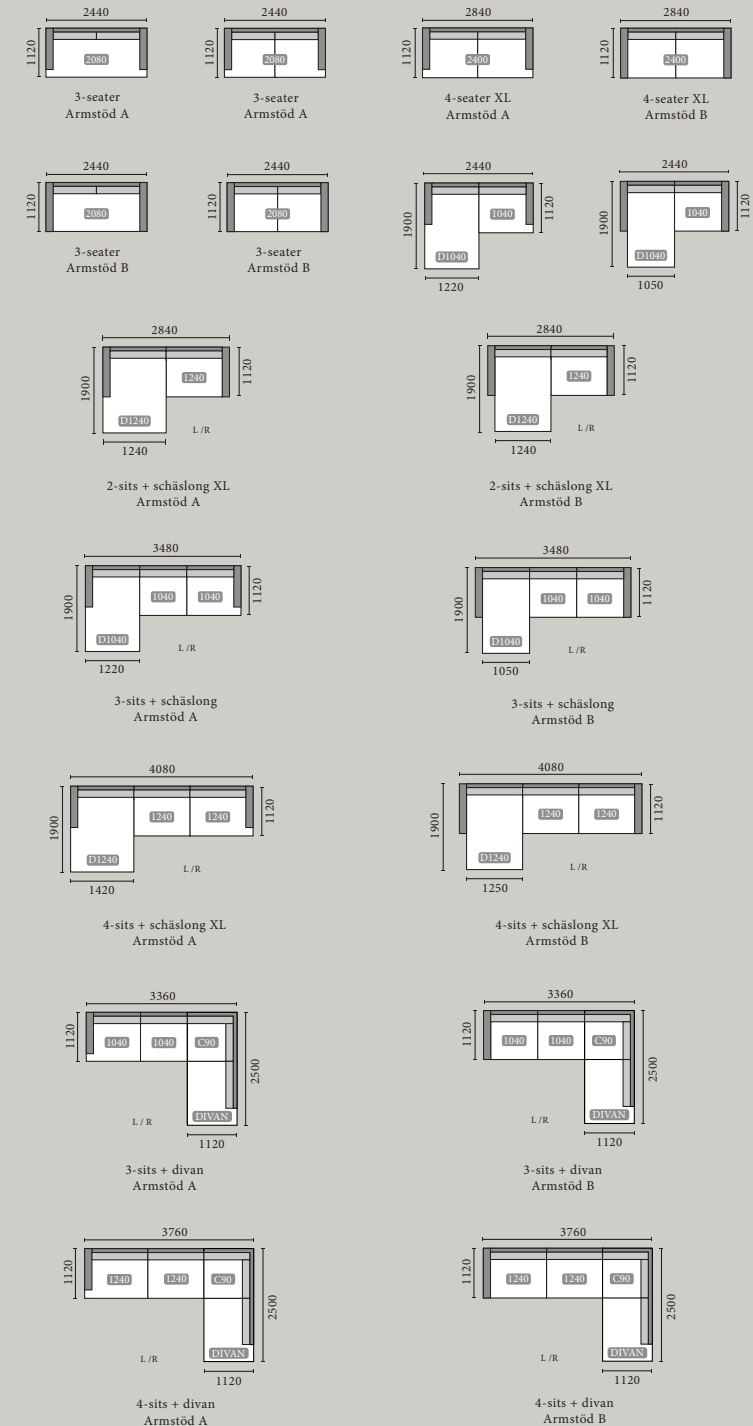 2440
1120
2080
3-seater
Armstöd A
2440
1120
2080
3-seater
Armstöd A
2840
1120
2400
4-seater XL
Armstöd A
2840
1120
2400
4-seater XL
Armstöd B
2440
1120
2080
3-seater
Armstöd B
2440
1120
2080
3-seater
Armstöd B
2440
1900
1120
1040
D1040
1220
2440
1900
1120
1040
D1040
1050
2840
1900
1120
1240
D1240
L /R
1240
2-sits + schäslong XL
Armstöd A
2840
1900
1120
1240
D1240
L /R
1240
2-sits + schäslong XL
Armstöd B
3480
1900
1120
1040
1040
D1040
L /R
1220
3-sits + schäslong
Armstöd A
3480
1900
1120
1040
1040
D1040
L /R
1050
3-sits + schäslong
Armstöd B
4080
1900
1120
1240
1240
D1240
L /R
1420
4-sits + schäslong XL
Armstöd A
4080
1900
1120
1240
1240
D1240
L /R
1250
4-sits + schäslong XL
Armstöd B
3360
1120
1040
1040
C90
2500
L / R
DIVAN
1120
3-sits + divan
Armstöd A
3360
1120
1040
1040
C90
2500
L /R
DIVAN
1120
3-sits + divan
Armstöd B
3760
1120
1240
1240
C90
2500
L /R
DIVAN
1120
4-sits + divan
Armstöd A
3760
1120
1240
1240
C90
2500
L /R
DIVAN
1120
4-sits + divan
Armstöd B